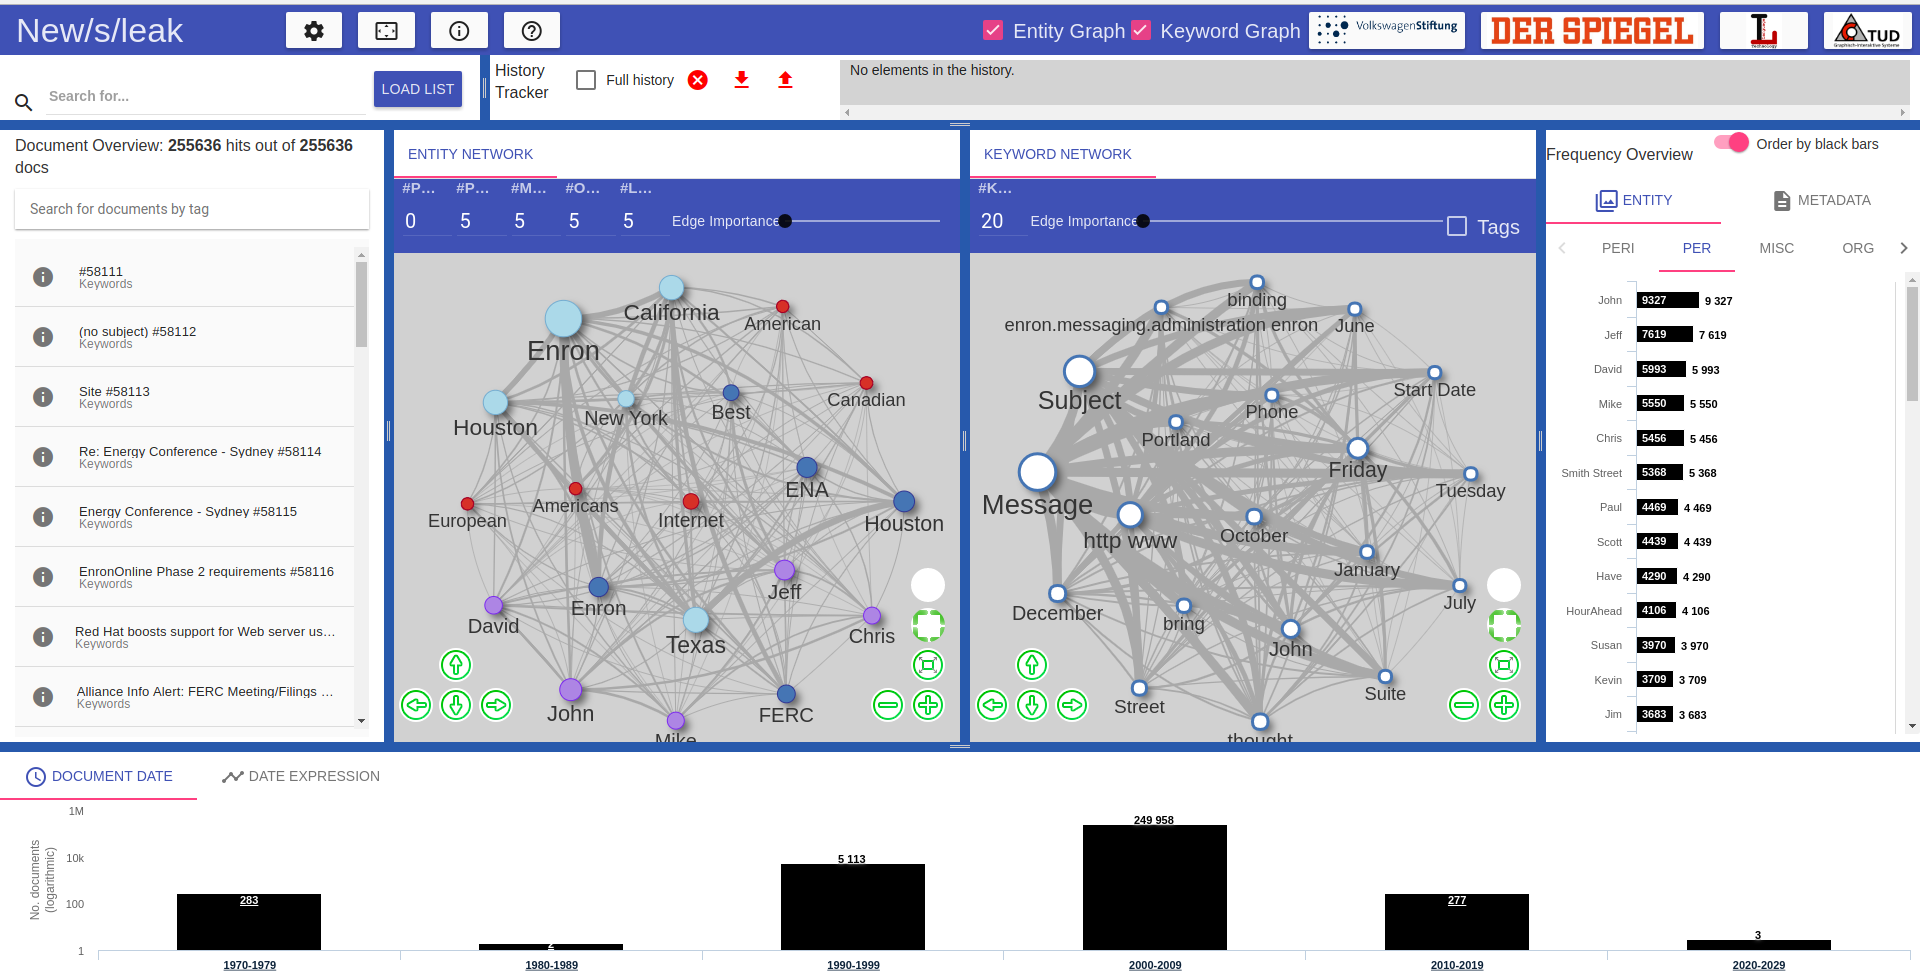 New/s/leak
Entity Graph
Keyword Graph
VolkswagenStiftung
DER SPIEGEL
L
Technology
TUD
LOAD LIST
Search for...
History
Tracker
Full history
No elements in the history.
Document Overview: 255636 hits out of 255636
docs
Search for documents by tag
#58111
Keywords
(no subject) #58112
Keywords
Site #58113
Keywords
Re: Energy Conference - Sydney #58114
Keywords
Energy Conference - Sydney #58115
Keywords
EnronOnline Phase 2 requirements #58116
Keywords
Red Hat boosts support for Web server us...
Keywords
Alliance Info Alert: FERC Meeting/Filings ...
Keywords
ENTITY NETWORK
#P... #P... #M... #O... #L...
0 5 5 5 5 Edge Importance
California
American
Enron
Canadian
Best
New York
Houston
ENA
Americans
Internet
European
Houston
Jeff
Enron
David
Chris
Texas
John
FERC
Mike
KEYWORD NETWORK
#K...
20 Edge Importance
Tags
binding
enron.messaging.administration enron
June
Start Date
Subject
Phone
Portland
Friday
Tuesday
Message
http www
October
January
July
December
bring
John
Suite
Street
thought
Frequency Overview
Order by black bars
ENTITY
METADATA
PERI PER MISC ORG
John 9327 9 327
Jeff 7619 7 619
David 5993 5 993
Mike 5550 5 550
Chris 5456 5 456
Smith Street 5368 5 368
Paul 4469 4 469
Scott 4439 4 439
Have 4290 4 290
HourAhead 4106 4 106
Susan 3970 3 970
Kevin 3709 3 709
Jim 3683 3 683
DOCUMENT DATE
DATE EXPRESSION
No. documents
(logarithmic)
1M
10k
100
1
283
2
5 113
249 958
277
3
1970-1979
1980-1989
1990-1999
2000-2009
2010-2019
2020-2029